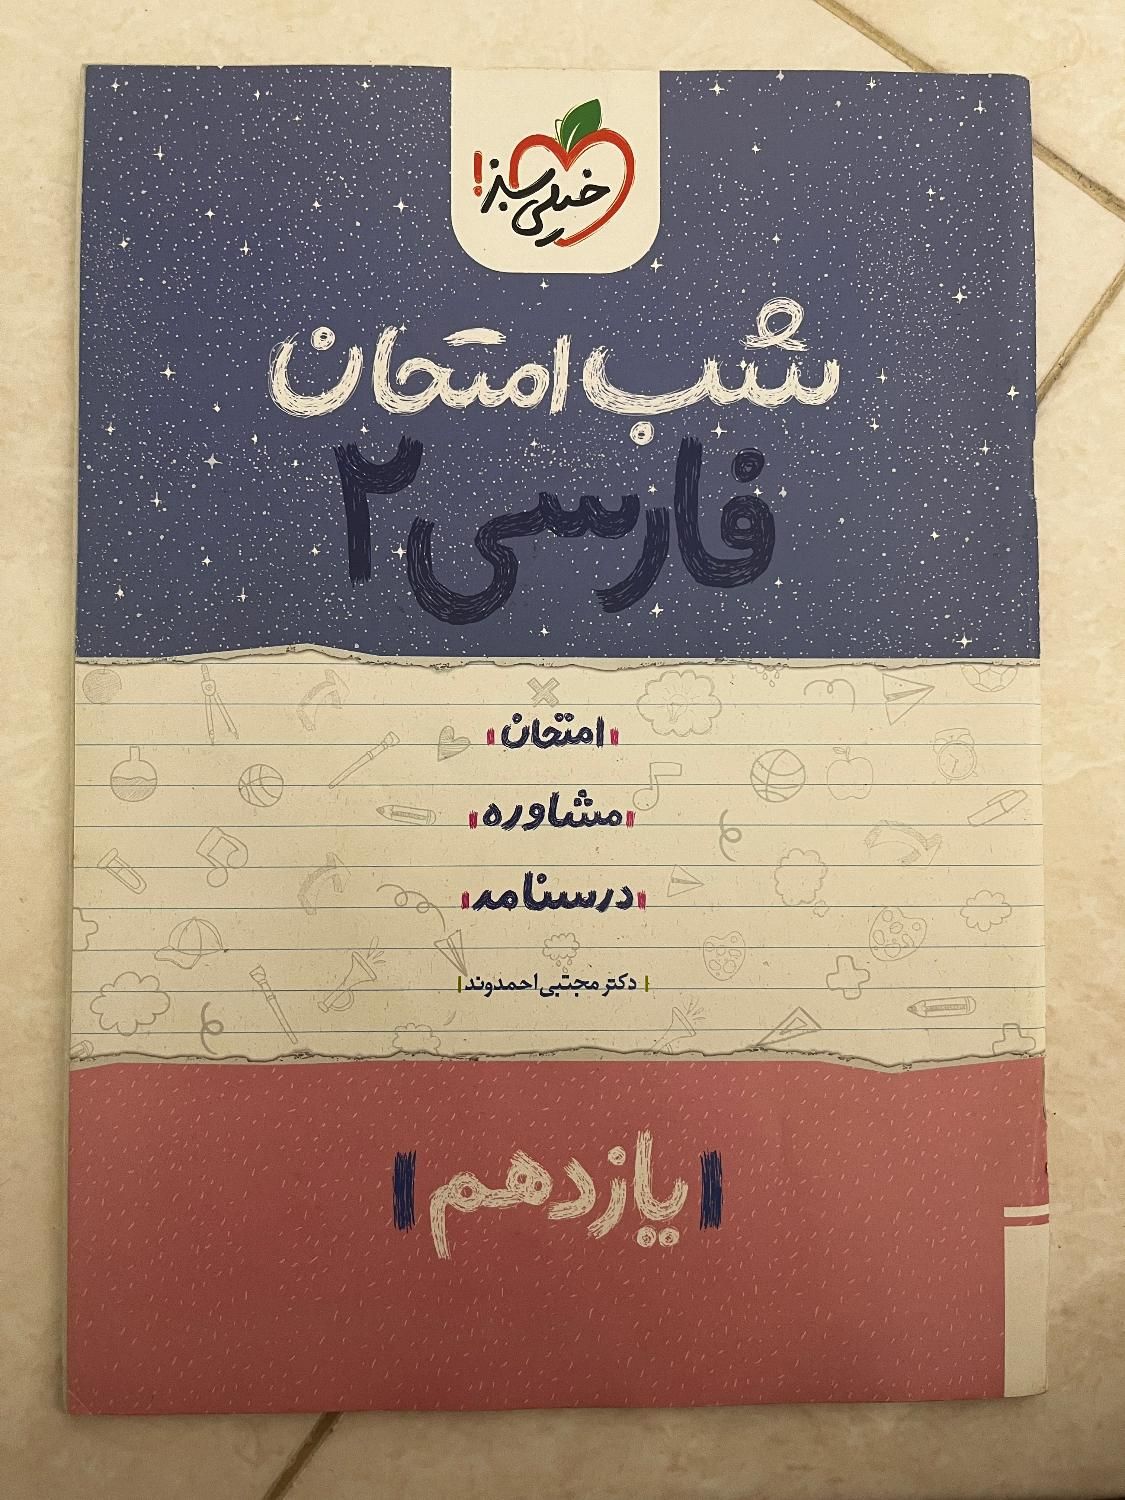 خیلی سبز!
شب امتحان
فارسی ۲
امتحان
مشاوره
درسنامه
دکتر مجتبی احمدوند
یازدهم